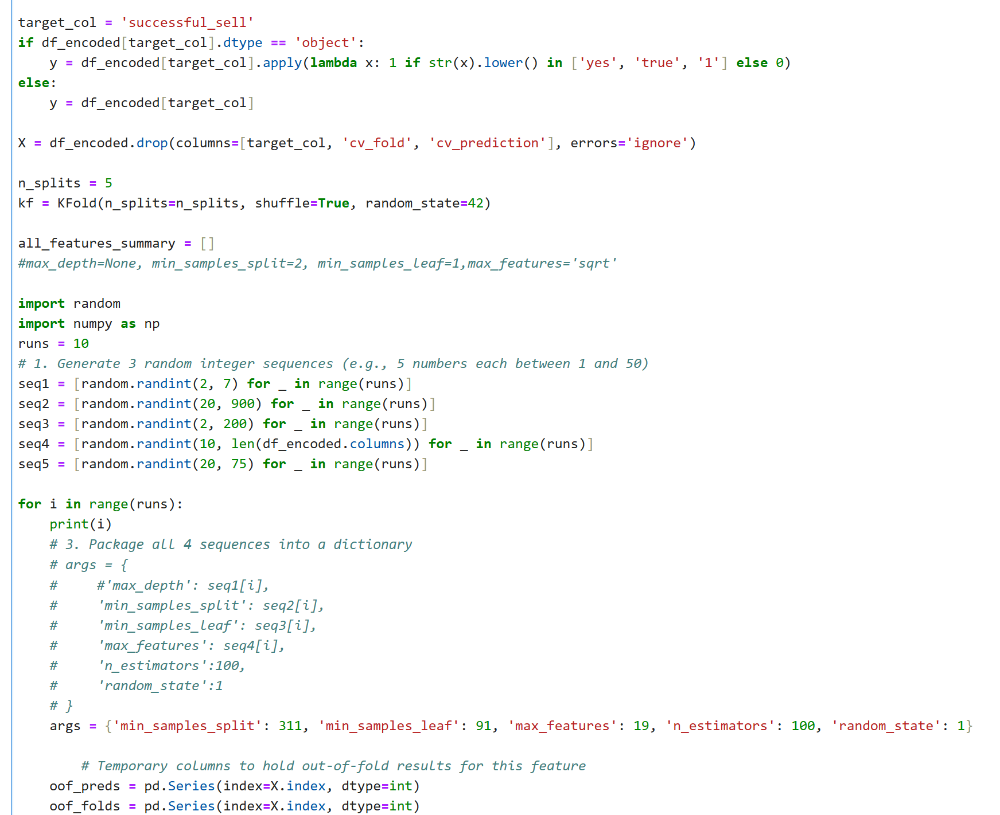 target_col = 'successful_sell'
if df_encoded[target_col].dtype == 'object':
    y = df_encoded[target_col].apply(lambda x: 1 if str(x).lower() in ['yes', 'true', '1'] else 0)
else:
    y = df_encoded[target_col]

X = df_encoded.drop(columns=[target_col, 'cv_fold', 'cv_prediction'], errors='ignore')

n_splits = 5
kf = KFold(n_splits=n_splits, shuffle=True, random_state=42)

all_features_summary = []
#max_depth=None, min_samples_split=2, min_samples_leaf=1,max_features='sqrt'

import random
import numpy as np
runs = 10
# 1. Generate 3 random integer sequences (e.g., 5 numbers each between 1 and 50)
seq1 = [random.randint(2, 7) for _ in range(runs)]
seq2 = [random.randint(20, 900) for _ in range(runs)]
seq3 = [random.randint(2, 200) for _ in range(runs)]
seq4 = [random.randint(10, len(df_encoded.columns)) for _ in range(runs)]
seq5 = [random.randint(20, 75) for _ in range(runs)]

for i in range(runs):
    print(i)
    # 3. Package all 4 sequences into a dictionary
    # args = {
    #     #'max_depth': seq1[i],
    #     'min_samples_split': seq2[i],
    #     'min_samples_leaf': seq3[i],
    #     'max_features': seq4[i],
    #     'n_estimators':100,
    #     'random_state':1
    # }
    args = {'min_samples_split': 311, 'min_samples_leaf': 91, 'max_features': 19, 'n_estimators': 100, 'random_state': 1}

        # Temporary columns to hold out-of-fold results for this feature
    oof_preds = pd.Series(index=X.index, dtype=int)
    oof_folds = pd.Series(index=X.index, dtype=int)